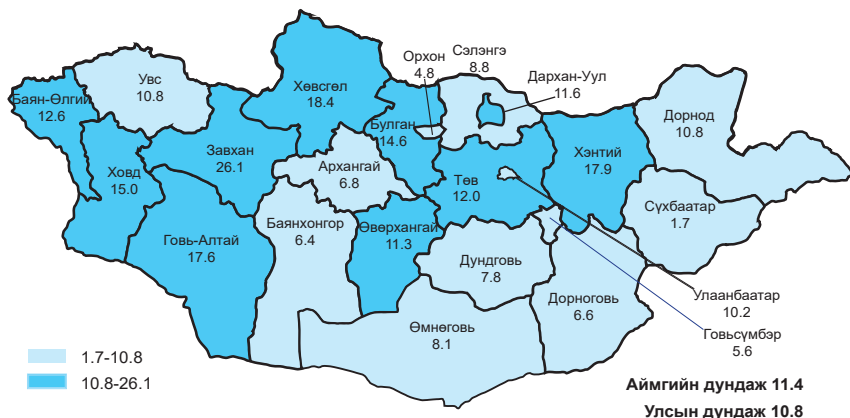 Орхон
4.8
Сэлэнгэ
8.8
Увс
10.8
Дархан-Уул
11.6
Хөвсгөл
18.4
Баян-Өлгий
12.6
Дорнод
10.8
Булган
14.6
Завхан
26.1
Хэнтий
17.9
Архангай
6.8
Ховд
15.0
Төв
12.0
Сүхбаатар
1.7
Баянхонгор
6.4
Говь-Алтай
17.6
Өвөрхангай
11.3
Дундговь
7.8
Дорноговь
6.6
Улаанбаатар
10.2
Өмнөговь
8.1
Говьсүмбэр
5.6
1.7-10.8
10.8-26.1
Аймгийн дундаж 11.4
Улсын дундаж 10.8